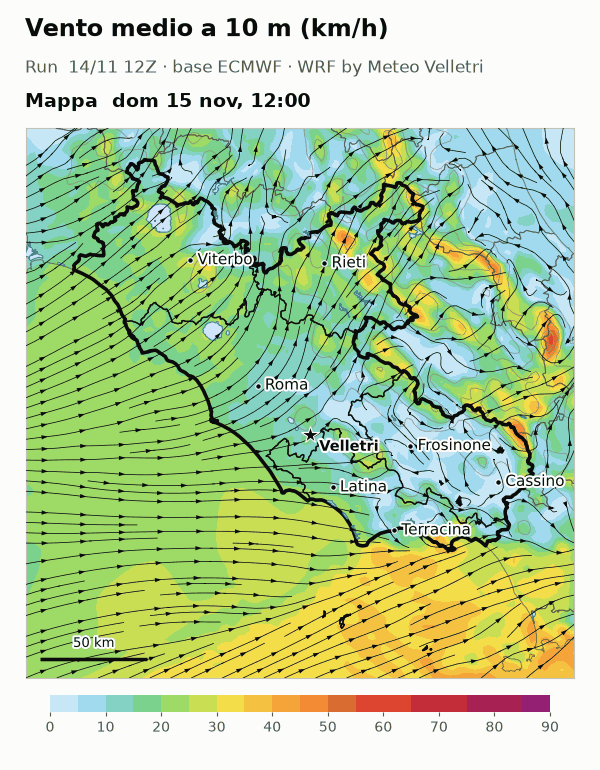 Vento medio a 10 m (km/h)
Run  14/11 12Z · base ECMWF · WRF by Meteo Velletri
Mappa  dom 15 nov, 12:00
Viterbo
Rieti
Roma
Velletri
Frosinone
Latina
Cassino
Terracina
50 km
0 10 20 30 40 50 60 70 80 90